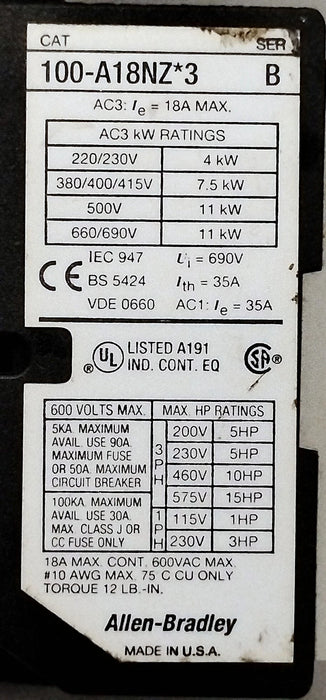 CAT SER
100-A18NZ*3 B
AC3: Ie = 18A MAX.
AC3 kW RATINGS
220/230V 4 kW
380/400/415V 7.5 kW
500V 11 kW
660/690V 11 kW
CE
IEC 947 Ui = 690V
BS 5424 Ith = 35A
VDE 0660 AC1: Ie = 35A
UL ® LISTED A191 SA ®
IND. CONT. EQ
600 VOLTS MAX. MAX. HP RATINGS
5KA MAXIMUM
AVAIL. USE 90A
MAXIMUM FUSE
OR 50A. MAXIMUM
CIRCUIT BREAKER
3PH
200V 5HP
230V 5HP
460V 10HP
575V 15HP
100KA MAXIMUM
AVAIL. USE 30A.
MAX. CLASS J OR
CC FUSE ONLY
1PH
115V 1HP
230V 3HP
18A MAX. CONT. 600VAC MAX.
#10 AWG MAX. 75 C CU ONLY
TORQUE 12 LB.-IN.
Allen-Bradley
MADE IN U.S.A.